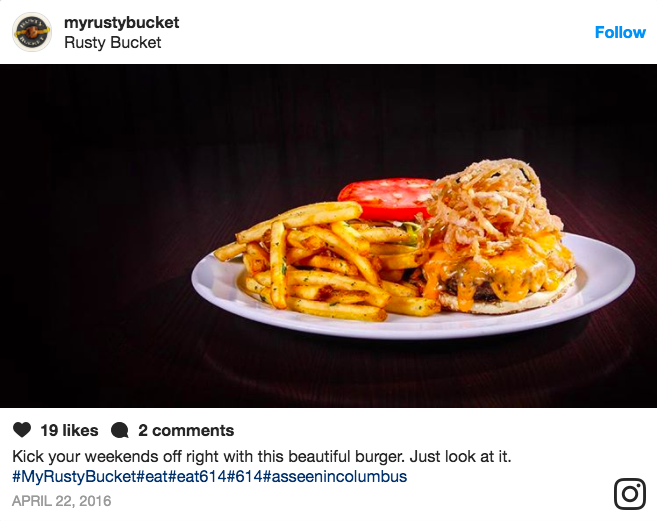 myrustybucket
Rusty Bucket
Follow
19 likes 2 comments
Kick your weekends off right with this beautiful burger. Just look at it.
#MyRustyBucket#eat#eat614#614#asseenincolumbus
APRIL 22, 2016